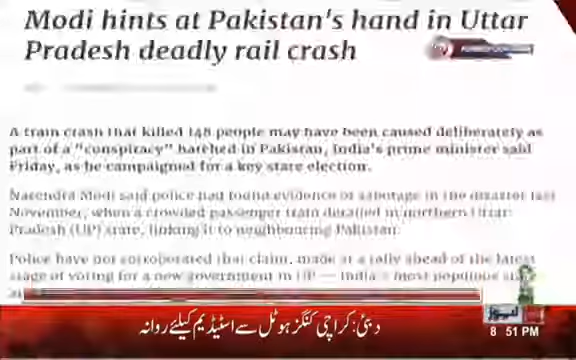 Modi hints at Pakistan's hand in Uttar
Pradesh deadly rail crash
A train crash that killed 148 people may have been caused deliberately as
part of a "conspiracy" hatched in Pakistan, India's prime minister said
Friday, as he campaigned for a key state election.
Narendra Modi said police had found evidence of sabotage in the disaster last
November, when a crowded passenger train derailed in northern Uttar
Pradesh (UP) state, linking it to neighbouring Pakistan.
Police have not corroborated that claim, made at a rally ahead of the latest
stage of voting for a new government in UP — India's most populous
دبئی: کراچی کنگز ہوٹل سے اسٹیڈیم کیلئے روانہ
نیوز
8 51 PM